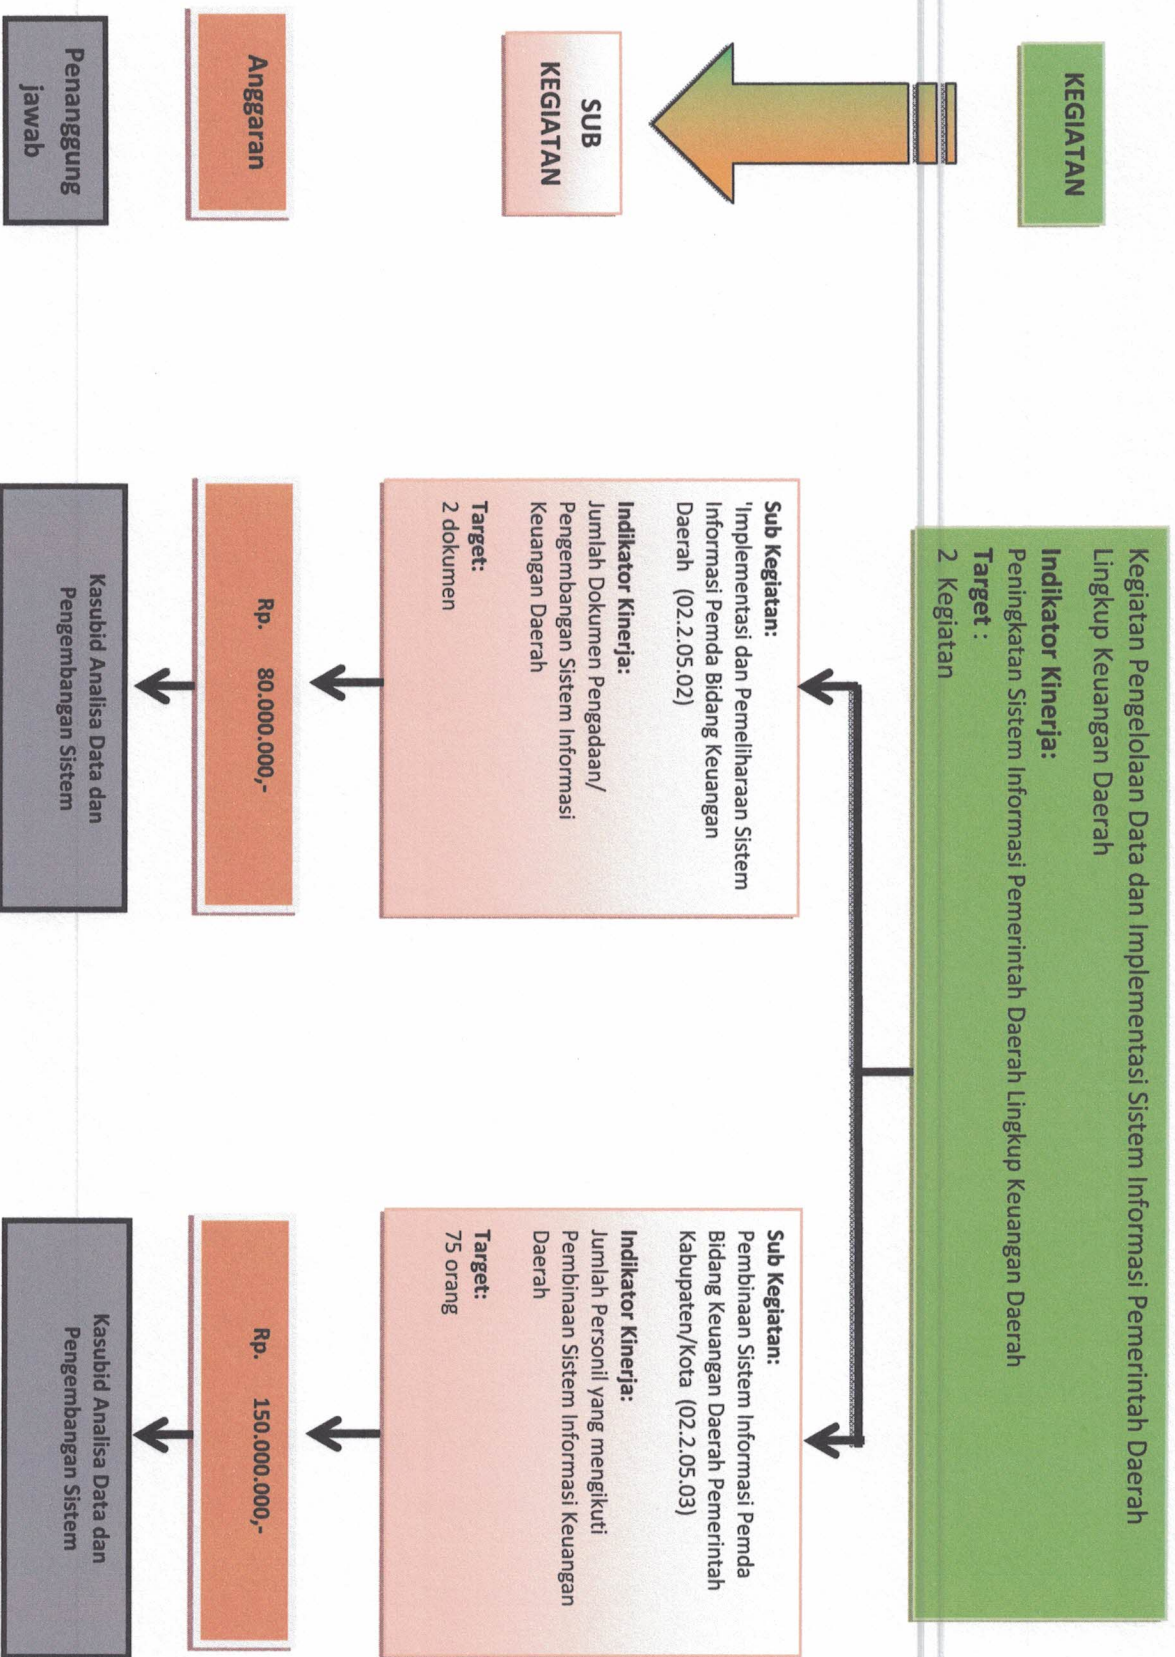 KEGIATAN
Kegiatan Pengelolaan Data dan Implementasi Sistem Informasi Pemerintah Daerah
Lingkup Keuangan Daerah
Indikator Kinerja:
Peningkatan Sistem Informasi Pemerintah Daerah Lingkup Keuangan Daerah
Target :
2 Kegiatan
SUB
KEGIATAN
Sub Kegiatan:
'Implementasi dan Pemeliharaan Sistem
Informasi Pemda Bidang Keuangan
Daerah (02.2.05.02)
Indikator Kinerja:
Jumlah Dokumen Pengadaan/
Pengembangan Sistem Informasi
Keuangan Daerah
Target:
2 dokumen
Sub Kegiatan:
Pembinaan Sistem Informasi Pemda
Bidang Keuangan Daerah Pemerintah
Kabupaten/Kota (02.2.05.03)
Indikator Kinerja:
Jumlah Personil yang mengikuti
Pembinaan Sistem Informasi Keuangan
Daerah
Target:
75 orang
Anggaran
Rp. 80.000.000,-
Rp. 150.000.000,-
Penanggung
jawab
Kasubid Analisa Data dan
Pengembangan Sistem
Kasubid Analisa Data dan
Pengembangan Sistem